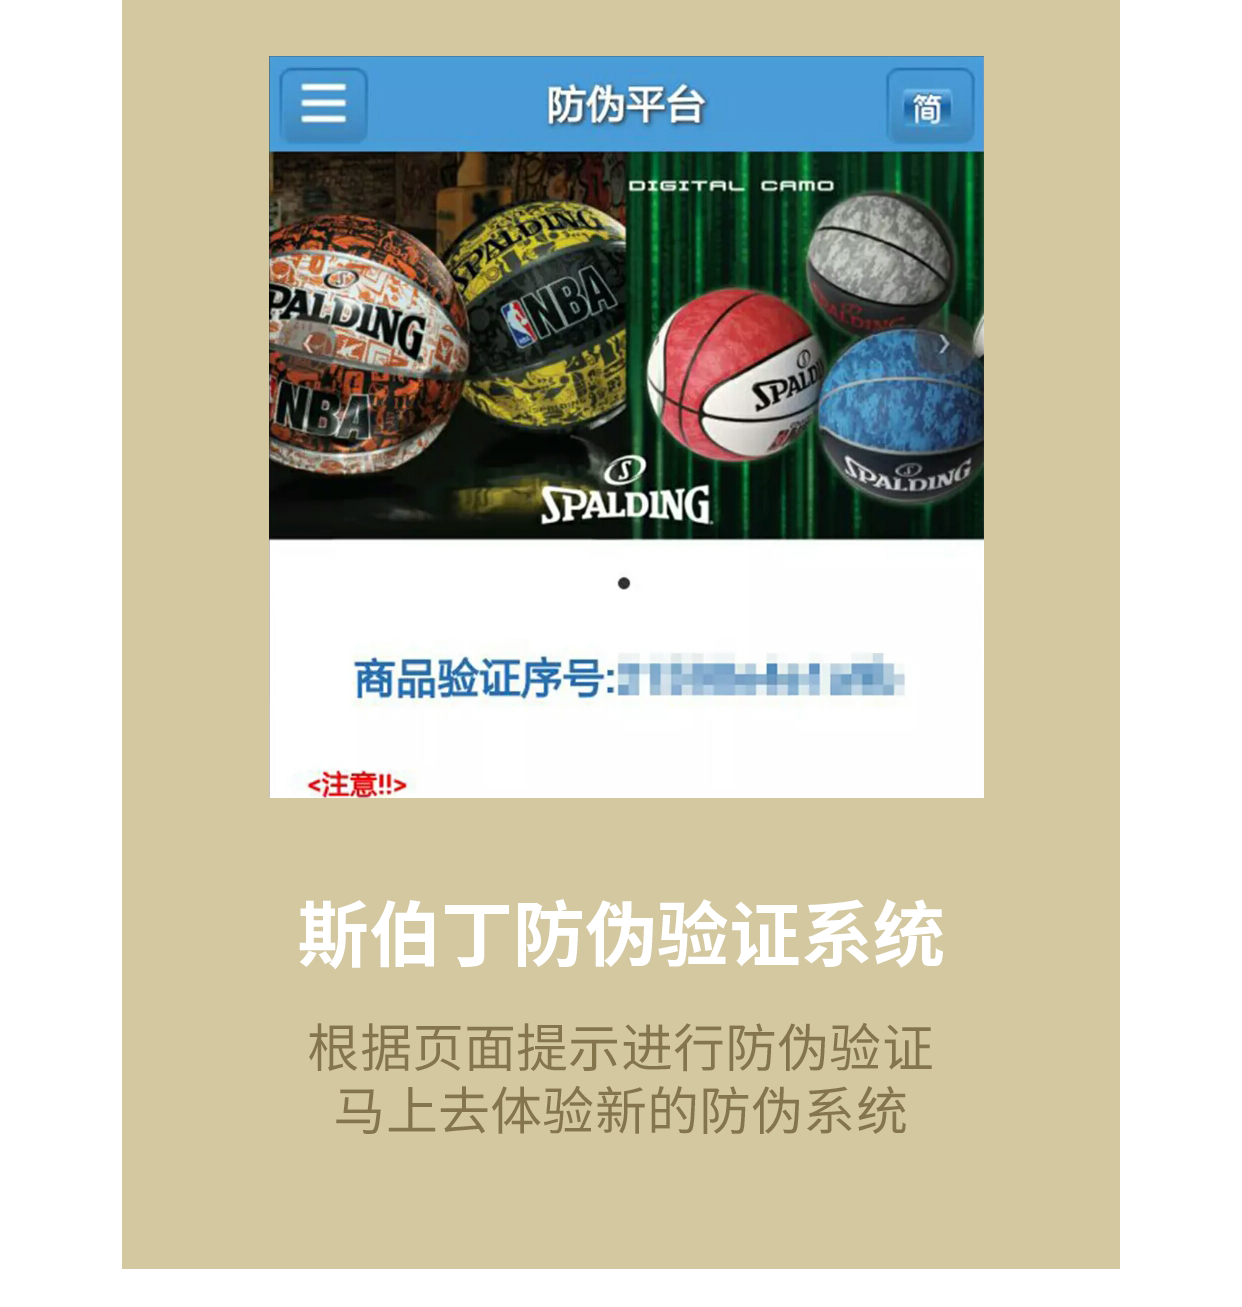 防伪平台
简
DIGITAL CAMO
SPALDING
NBA
SPALDING
NBA
SPALDING
SPALDING
SPALDING
商品验证序号:
<注意!!>
斯伯丁防伪验证系统
根据页面提示进行防伪验证
马上去体验新的防伪系统